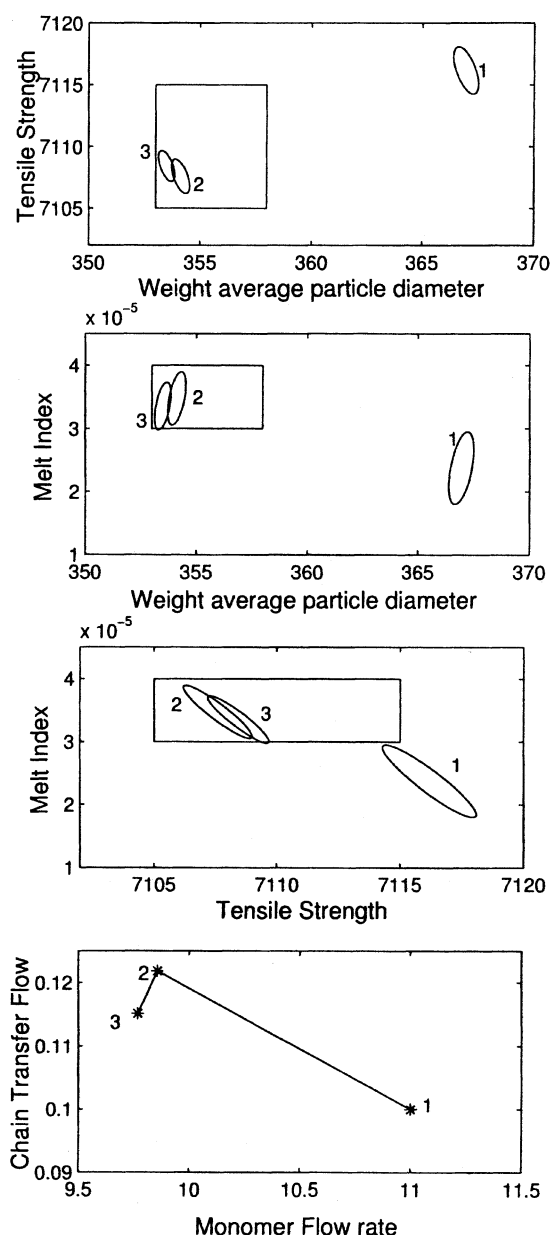 7120
7115
7110
7105
Tensile Strength
1
3
2
350 355 360 365 370
Weight average particle diameter
x 10⁻⁵
4
3
2
1
Melt Index
2
3
1
350 355 360 365 370
Weight average particle diameter
x 10⁻⁵
4
3
2
1
Melt Index
2
3
1
7105 7110 7115 7120
Tensile Strength
0.12
0.11
0.1
0.09
Chain Transfer Flow
2
3
1
9.5 10 10.5 11 11.5
Monomer Flow rate